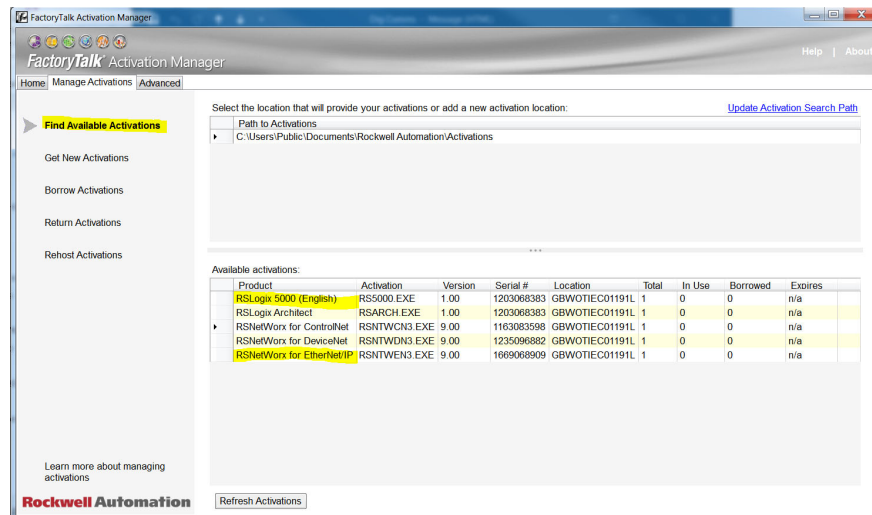 FactoryTalk Activation Manager
FactoryTalk Activation Manager
Help | About
Home Manage Activations Advanced
Find Available Activations
Get New Activations
Borrow Activations
Return Activations
Rehost Activations
Select the location that will provide your activations or add a new activation location: Update Activation Search Path
Path to Activations
C:\Users\Public\Documents\Rockwell Automation\Activations
Available activations:
Product Activation Version Serial # Location Total In Use Borrowed Expires
RSLogix 5000 (English) RS5000.EXE 1.00 1203068383 GBWOTIEC01191L 1 0 0 n/a
RSLogix Architect RSARCH.EXE 1.00 1203068383 GBWOTIEC01191L 1 0 0 n/a
RSNetWorx for ControlNet RSNTWCN3.EXE 9.00 1163083598 GBWOTIEC01191L 1 0 0 n/a
RSNetWorx for DeviceNet RSNTWDN3.EXE 9.00 1235096882 GBWOTIEC01191L 1 0 0 n/a
RSNetWorx for EtherNet/IP RSNTWEN3.EXE 9.00 1669068909 GBWOTIEC01191L 1 0 0 n/a
Learn more about managing
activations
Rockwell Automation
Refresh Activations